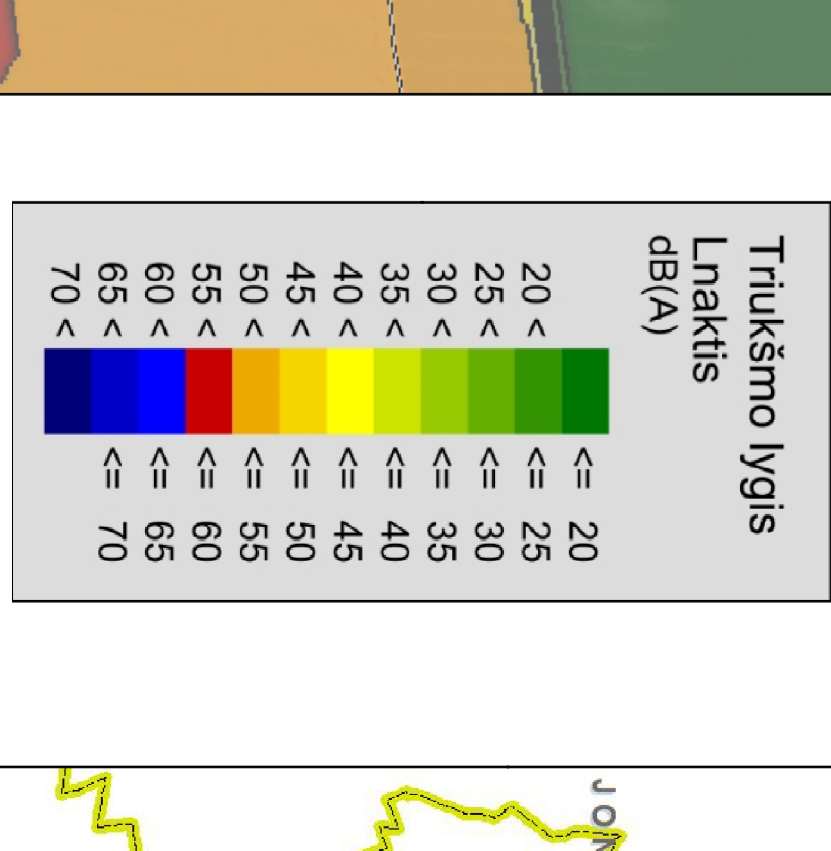 Triukšmo lygis
Lnaktis
dB(A)
<= 20
20 < <= 25
25 < <= 30
30 < <= 35
35 < <= 40
40 < <= 45
45 < <= 50
50 < <= 55
55 < <= 60
60 < <= 65
65 < <= 70
70 <